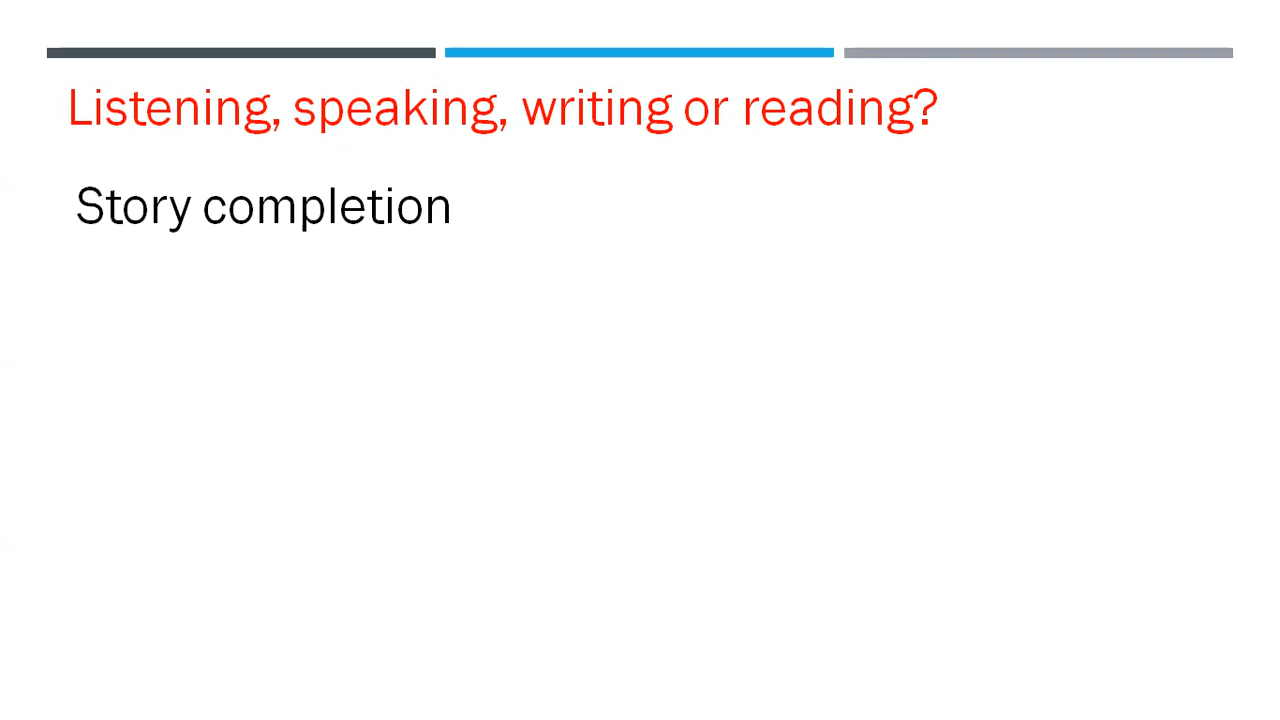 Listening, speaking, writing or reading?
Story completion